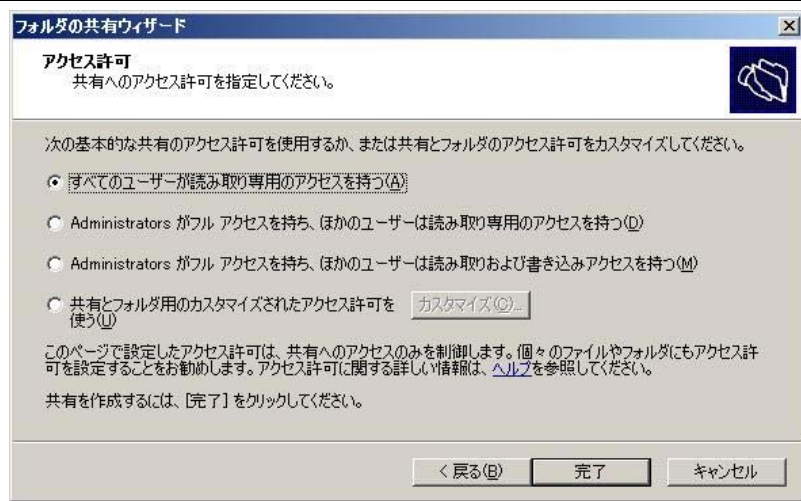 フォルダの共有ウィザード
アクセス許可
共有へのアクセス許可を指定してください。
次の基本的な共有のアクセス許可を使用するか、または共有とフォルダのアクセス許可をカスタマイズしてください。
すべてのユーザーが読み取り専用のアクセスを持つ(A)
Administrators がフル アクセスを持ち、ほかのユーザーは読み取り専用のアクセスを持つ(D)
Administrators がフル アクセスを持ち、ほかのユーザーは読み取りおよび書き込みアクセスを持つ(M)
共有とフォルダ用のカスタマイズされたアクセス許可を
使う(U)
カスタマイズ(C)...
このページで設定したアクセス許可は、共有へのアクセスのみを制御します。個々のファイルやフォルダにもアクセス許
可を設定することをお勧めします。アクセス許可に関する詳しい情報は、ヘルプを参照してください。
共有を作成するには、[完了] をクリックしてください。
< 戻る(B)
完了
キャンセル